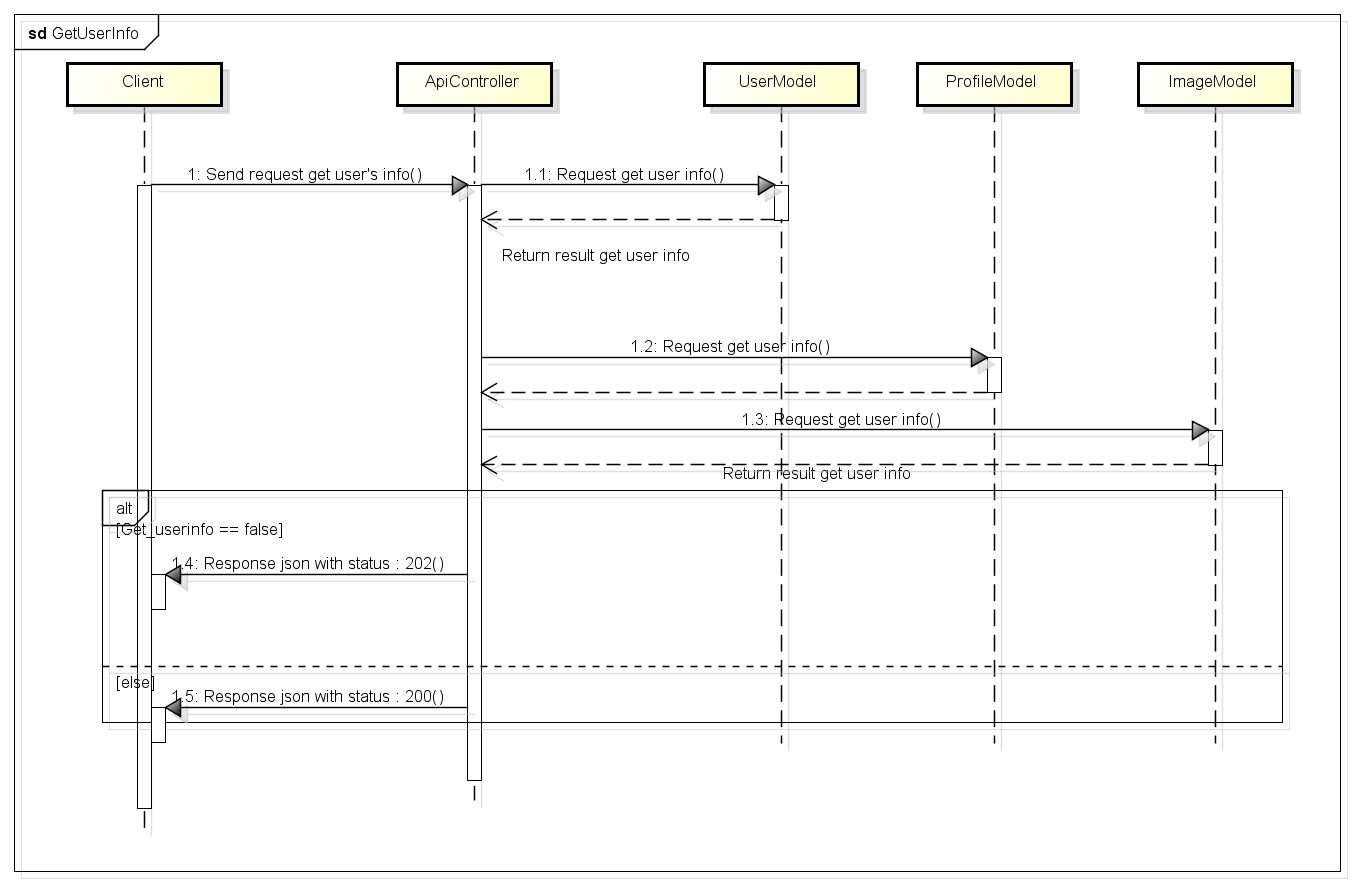 sd GetUserInfo
Client
ApiController
UserModel
ProfileModel
ImageModel
1: Send request get user's info()
1.1: Request get user info()
Return result get user info
1.2: Request get user info()
1.3: Request get user info()
Return result get user info
alt
[Get_userinfo == false]
1.4: Response json with status : 202()
[else]
1.5: Response json with status : 200()